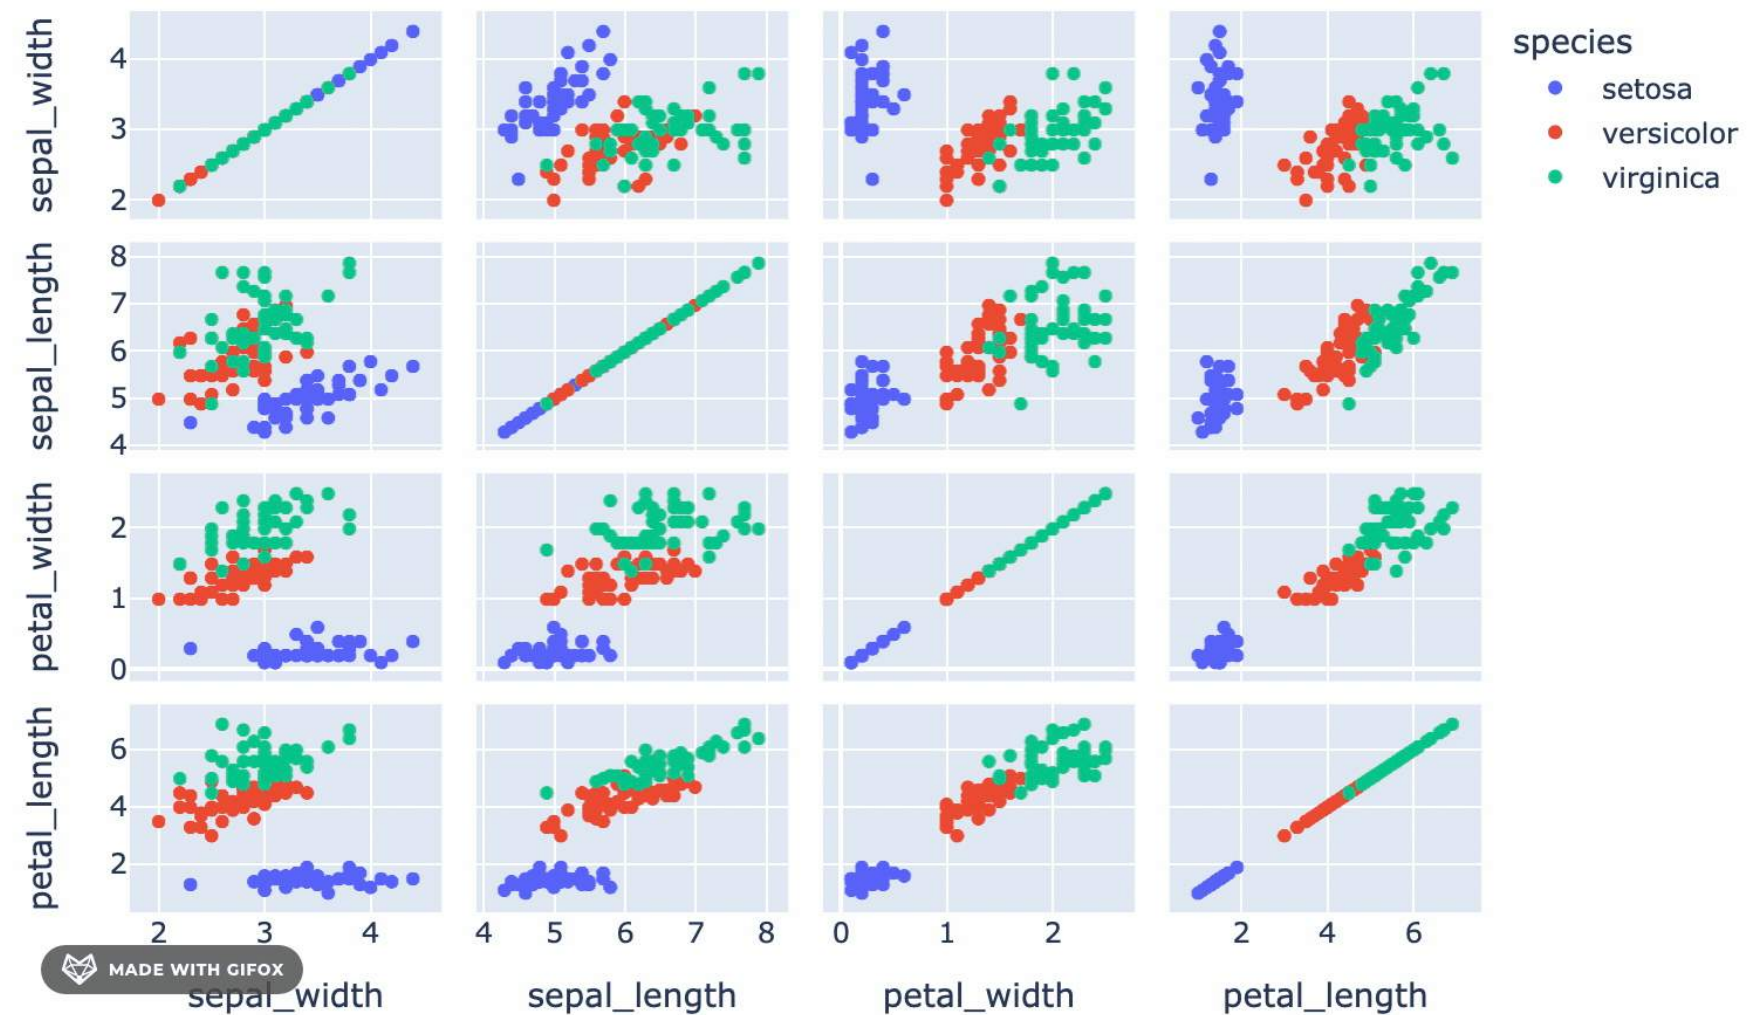 species
setosa
versicolor
virginica
sepal_width
4
3
2
sepal_length
8
7
6
5
4
petal_width
2
1
0
petal_length
6
4
2
2 3 4
4 5 6 7 8
0 1 2
2 4 6
sepal_width
sepal_length
petal_width
petal_length
MADE WITH GIFOX